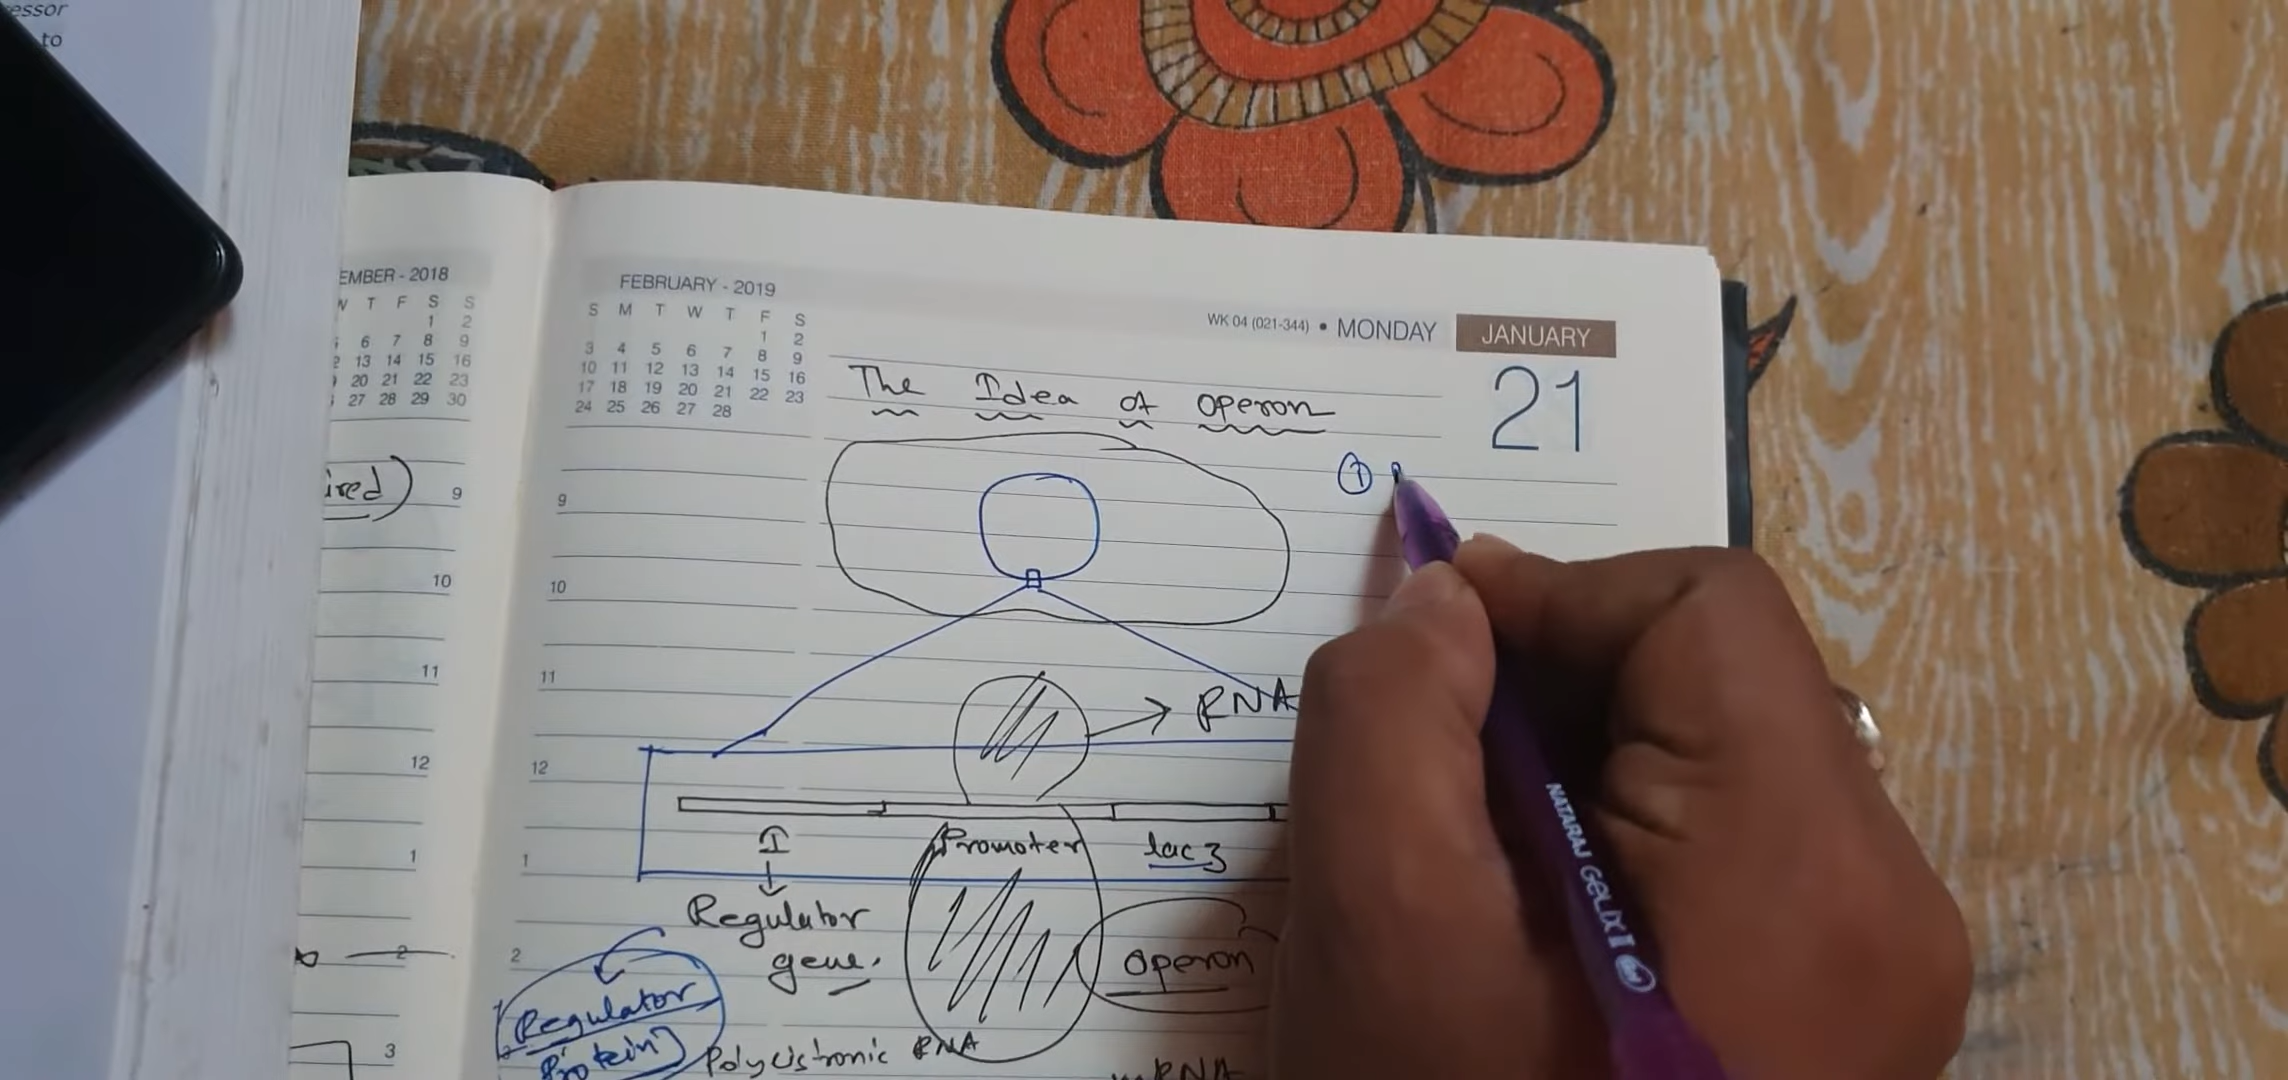 essor
to
EMBER - 2018
W T F S S
1 2
6 7 8 9
13 14 15 16
20 21 22 23
27 28 29 30
ired)
9
10
11
12
1
2
3
FEBRUARY - 2019
S M T W T F S
1 2
3 4 5 6 7 8 9
10 11 12 13 14 15 16
17 18 19 20 21 22 23
24 25 26 27 28
WK 04 (021-344) • MONDAY
JANUARY
21
The Idea of operon
1
9
10
11
RNA
12
I
Promoter
lac z
1
Regulator
gene.
2
operon
Regulator
Protein
Polycistronic RNA
mRNA
NATARAJ GELIX